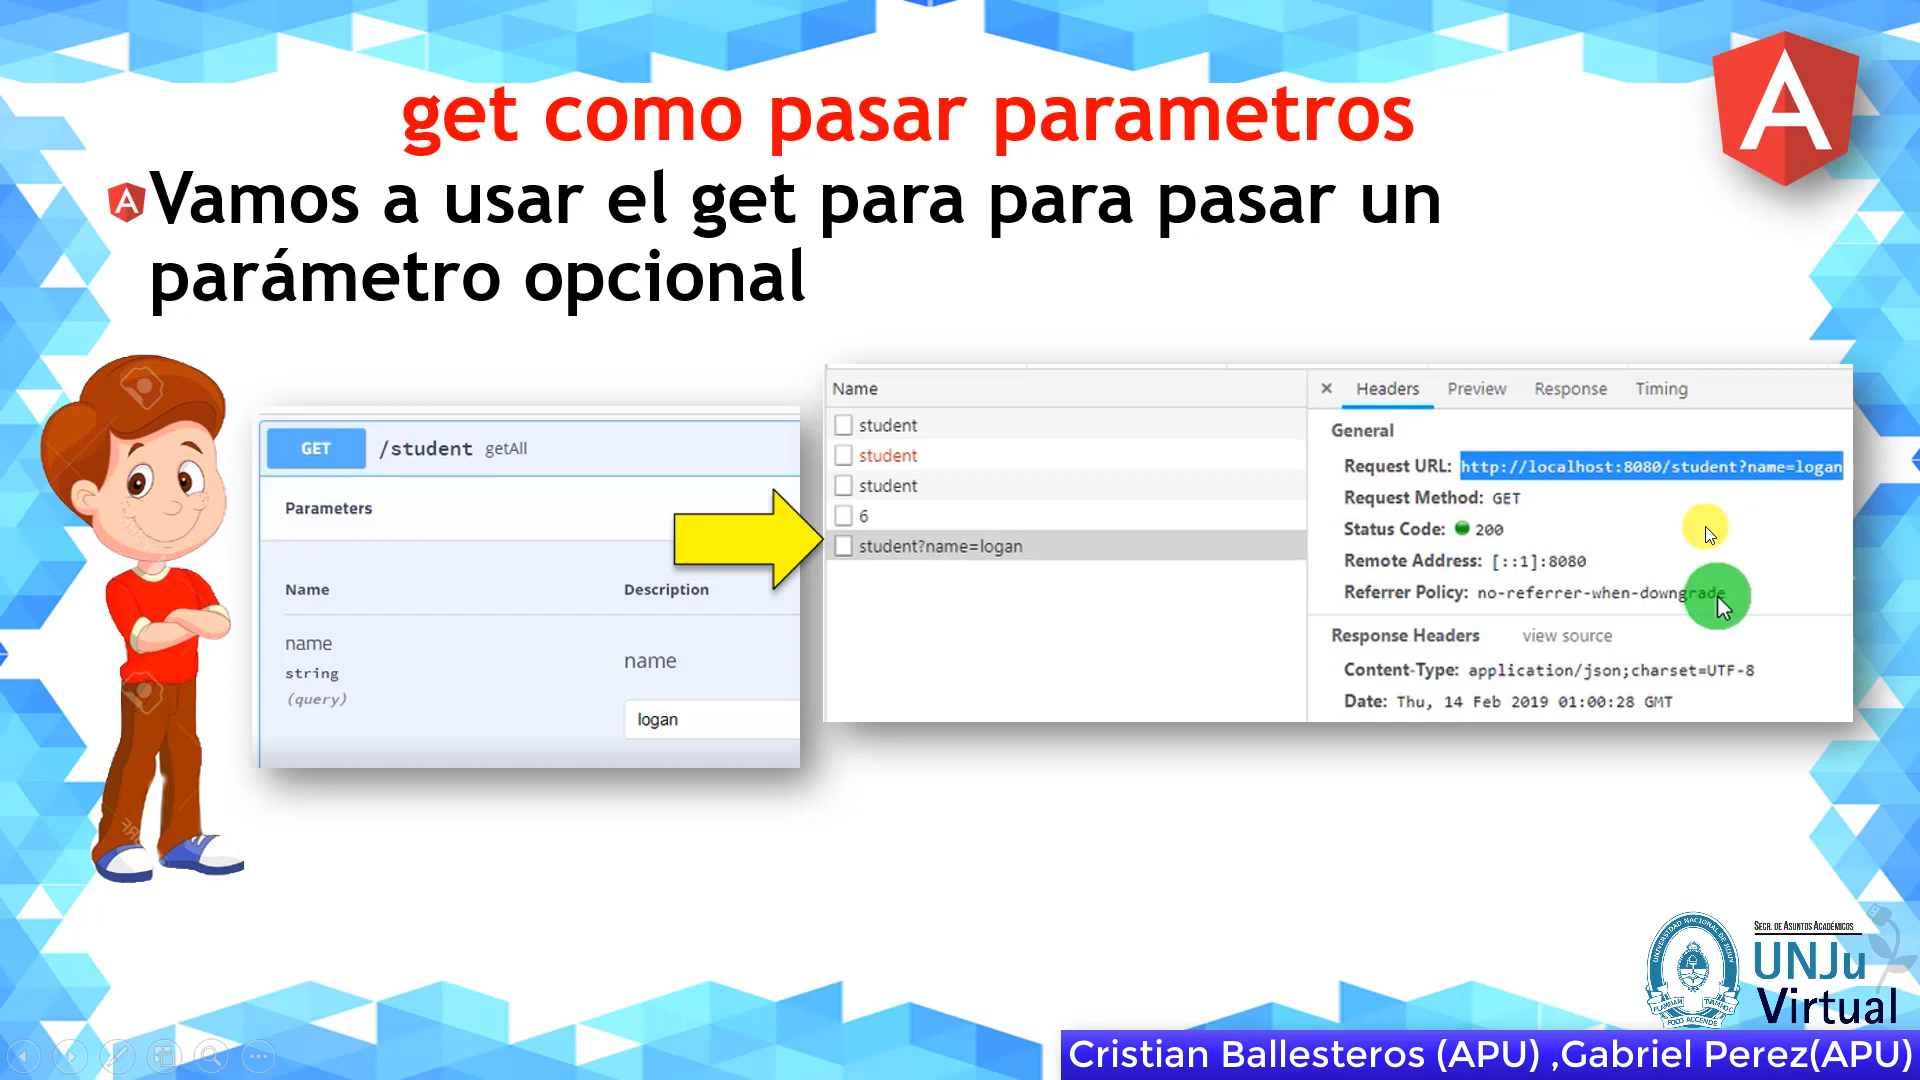 get como pasar parametros
Vamos a usar el get para para pasar un
parámetro opcional
GET /student getAll
Parameters
Name Description
name
string
(query)
name
logan
Name
student
student
student
6
student?name=logan
× Headers Preview Response Timing
General
Request URL: http://localhost:8080/student?name=logan
Request Method: GET
Status Code: 200
Remote Address: [::1]:8080
Referrer Policy: no-referrer-when-downgrade
Response Headers view source
Content-Type: application/json;charset=UTF-8
Date: Thu, 14 Feb 2019 01:00:28 GMT
UNIVERSIDAD NACIONAL DE JUJUY
SECR. DE ASUNTOS ACADÉMICOS
UNJu
Virtual
Cristian Ballesteros (APU) ,Gabriel Perez(APU)